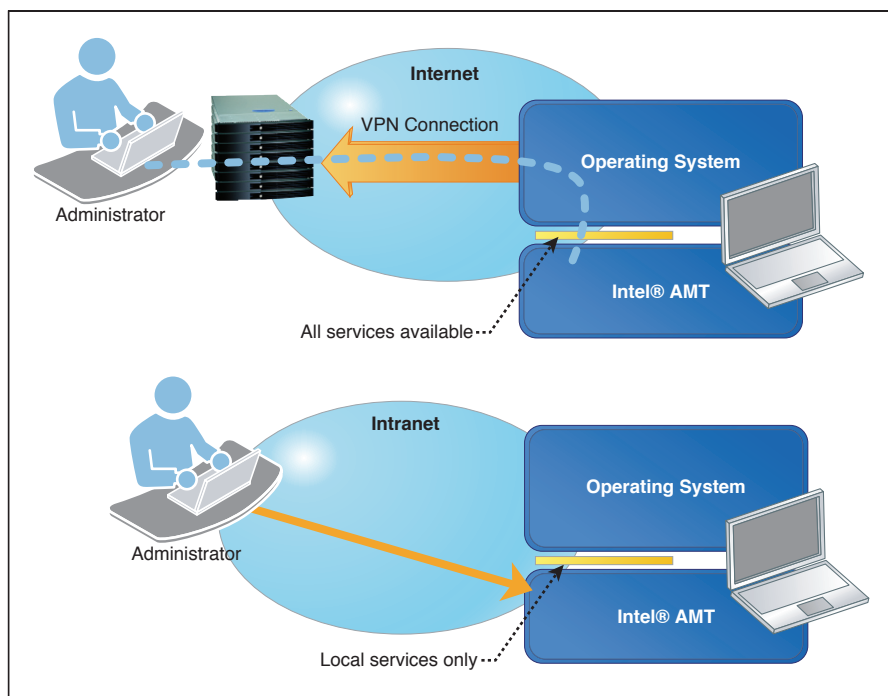 Internet
VPN Connection
Operating System
Administrator
Intel® AMT
All services available
Intranet
Operating System
Administrator
Intel® AMT
Local services only